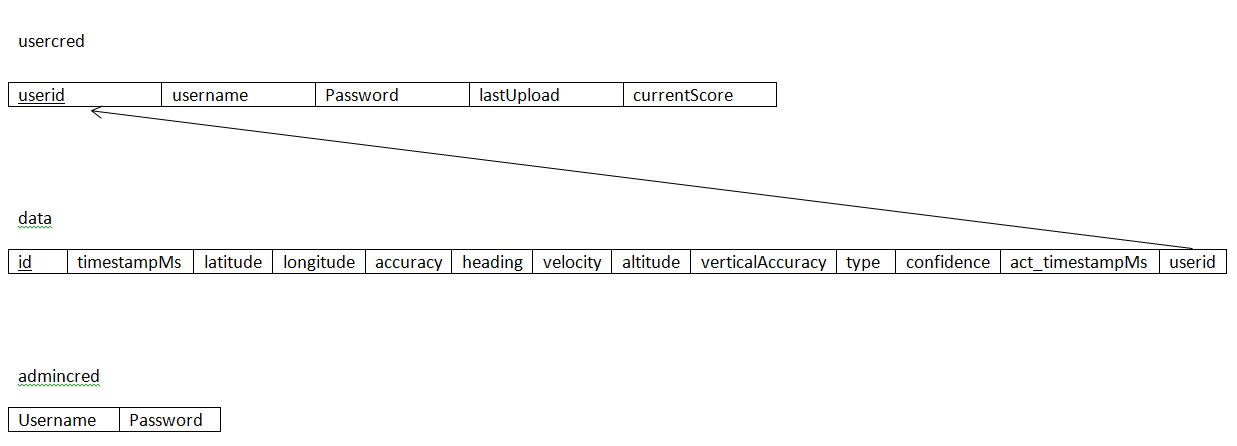 usercred
userid username Password lastUpload currentScore
data
id timestampMs latitude longitude accuracy heading velocity altitude verticalAccuracy type confidence act_timestampMs userid
admincred
Username Password